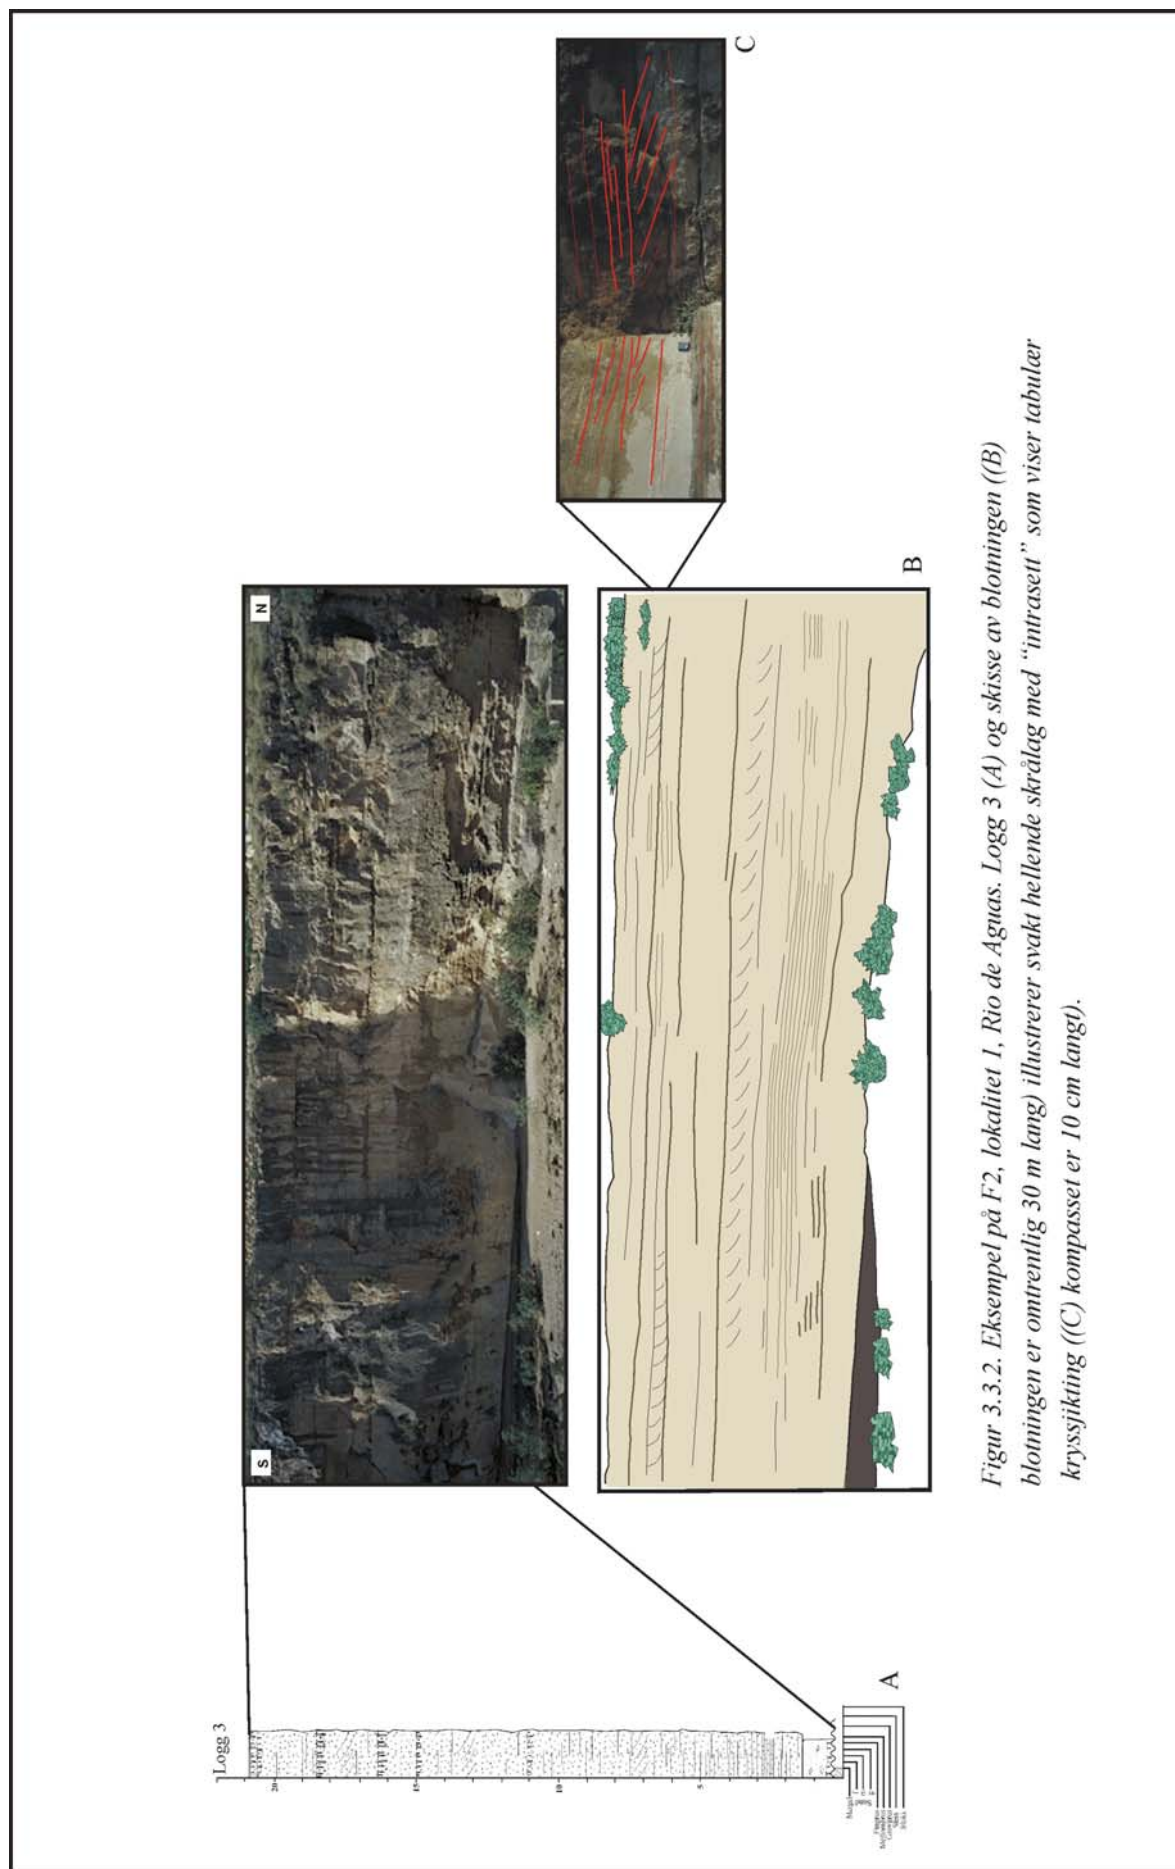 Logg 3
20
15
10
5
A
S
N
B
C
Figur 3.3.2. Eksempel på F2, lokalitet 1, Rio de Aguas. Logg 3 (A) og skisse av blotningen ((B)
blotningen er omtrentlig 30 m lang) illustrerer svakt hellende skrålag med “intrasett” som viser tabulær
kryssjikting ((C) kompasset er 10 cm langt).